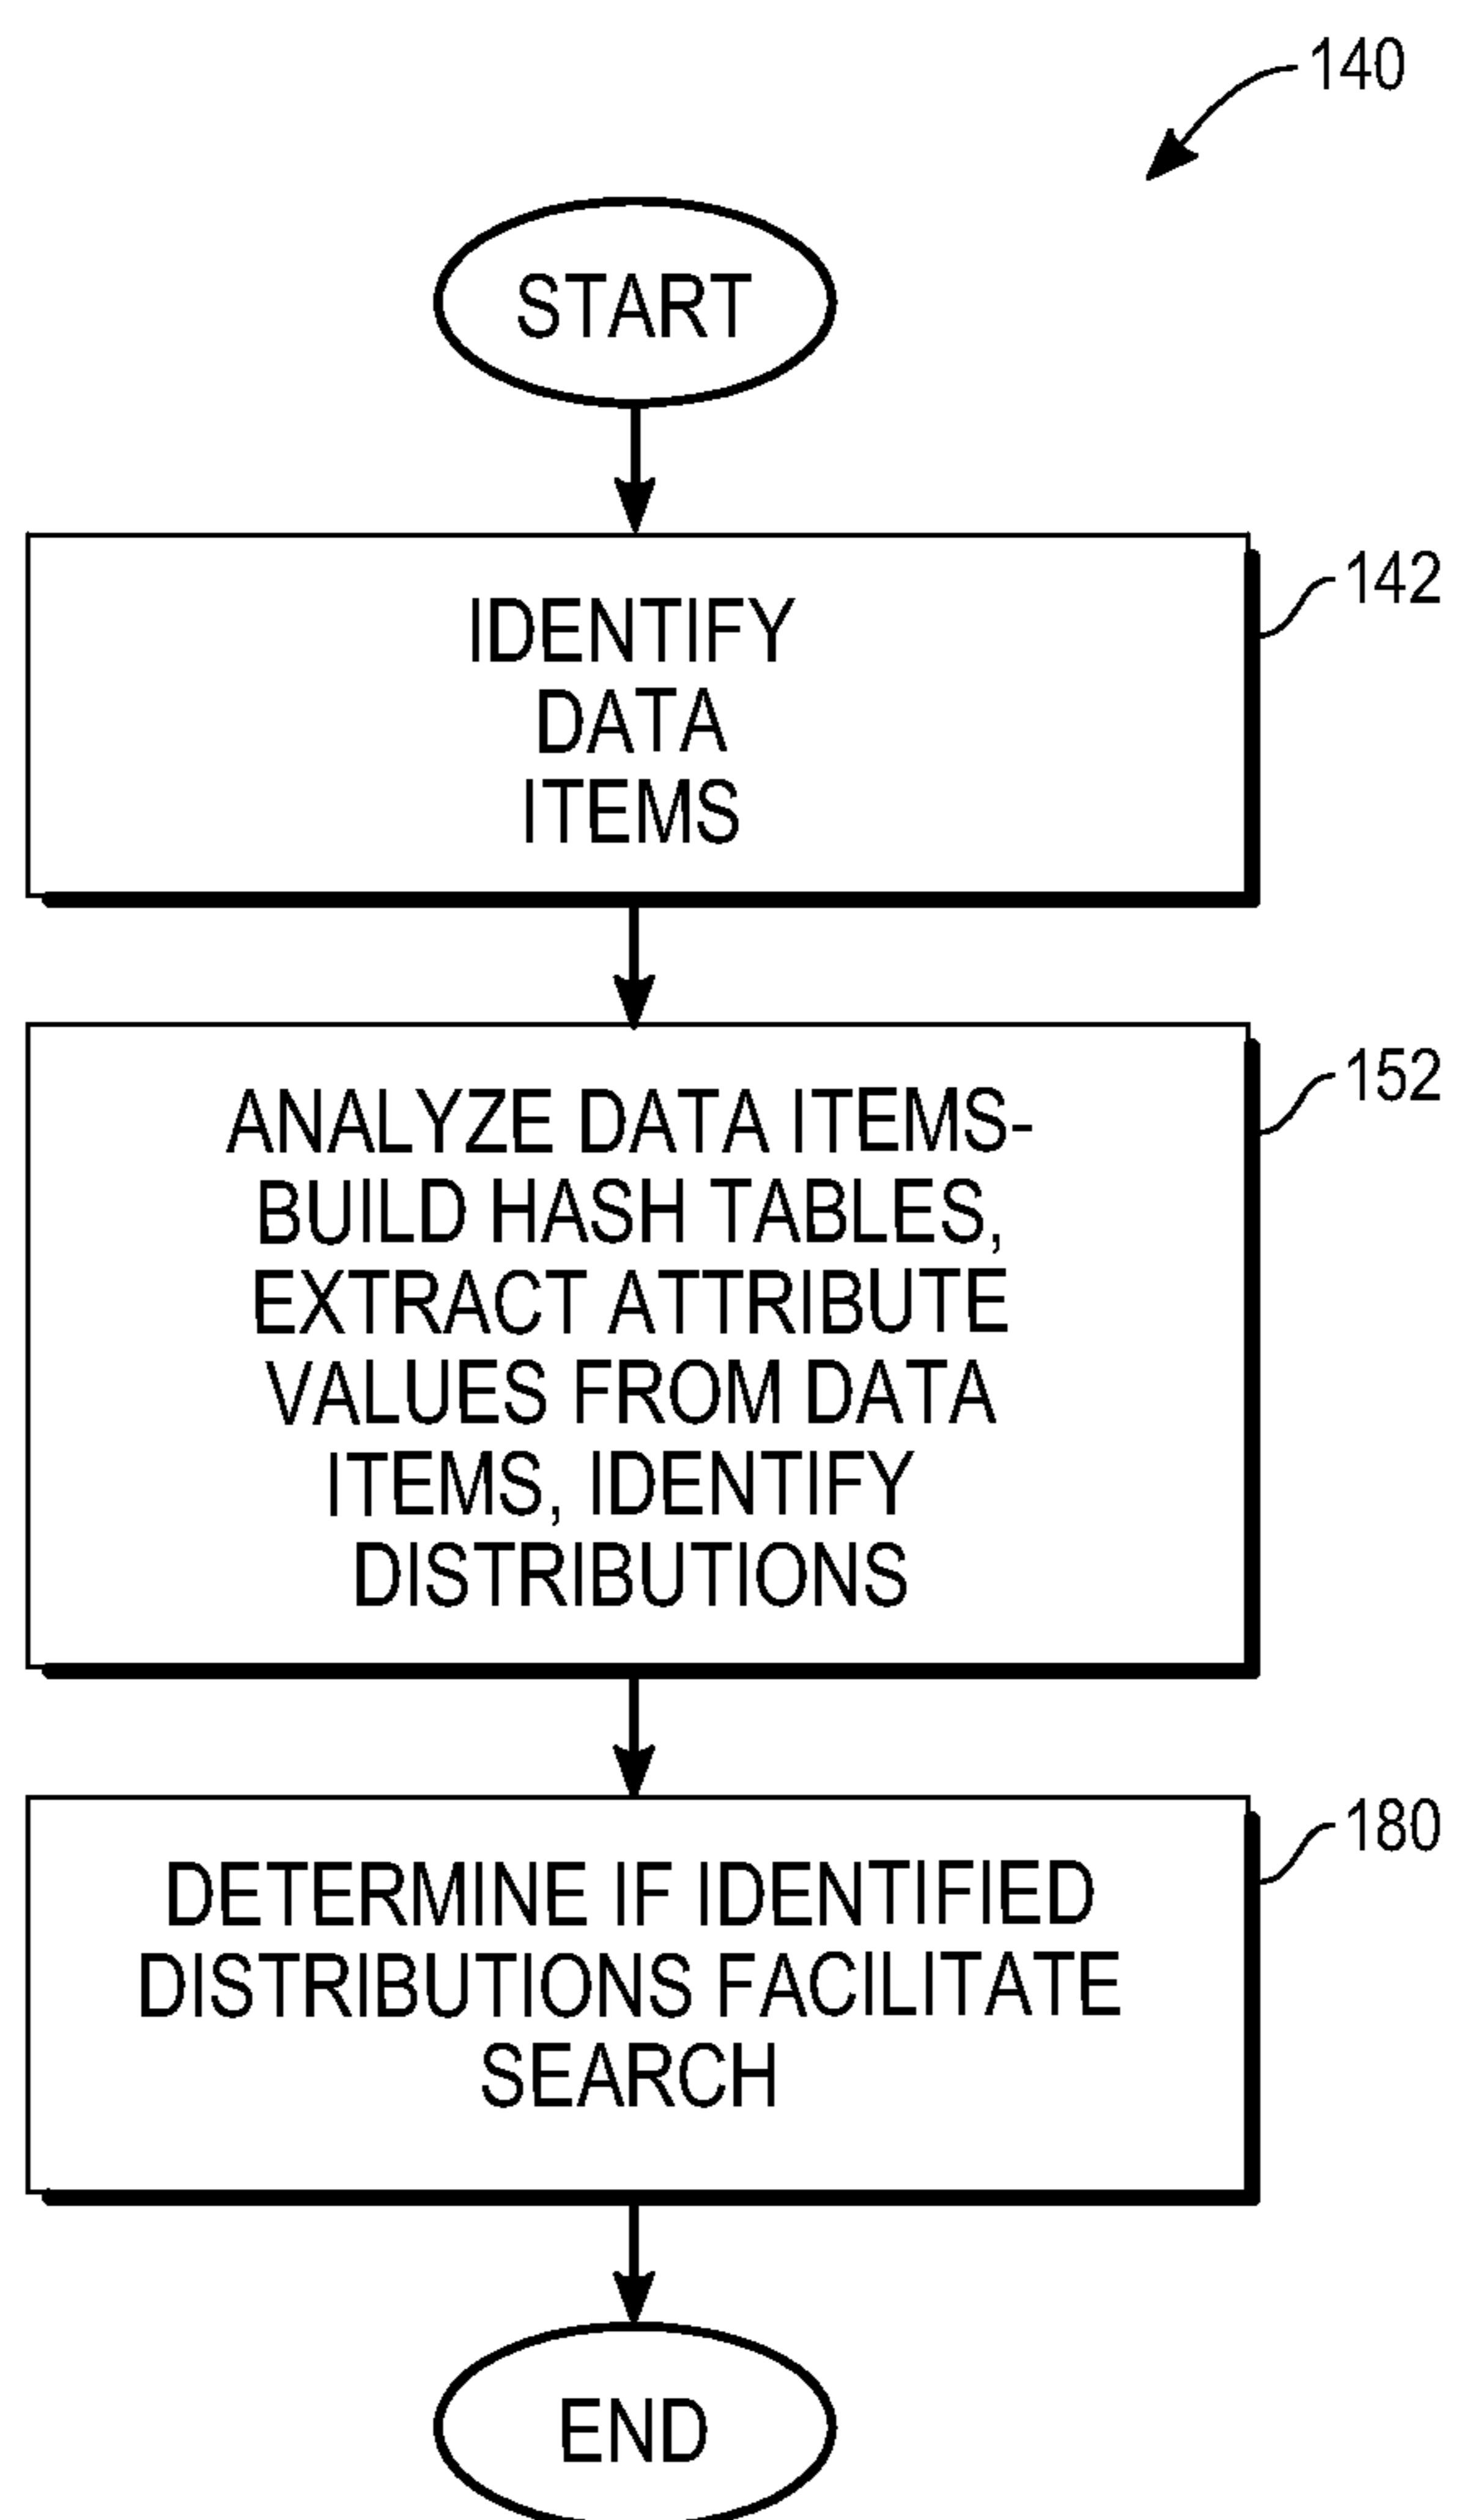 140
START
142
IDENTIFY
DATA
ITEMS
152
ANALYZE DATA ITEMS-
BUILD HASH TABLES,
EXTRACT ATTRIBUTE
VALUES FROM DATA
ITEMS, IDENTIFY
DISTRIBUTIONS
180
DETERMINE IF IDENTIFIED
DISTRIBUTIONS FACILITATE
SEARCH
END